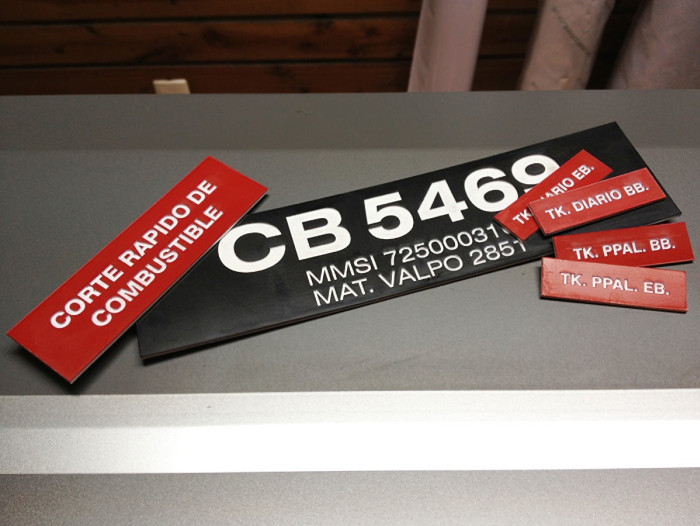 CORTE RAPIDO DE
COMBUSTIBLE
CB 5469
MMSI 72500031
MAT. VALPO 2851
EB.
TK. DIARIO BB.
TK. PPAL. BB.
TK. PPAL. EB.